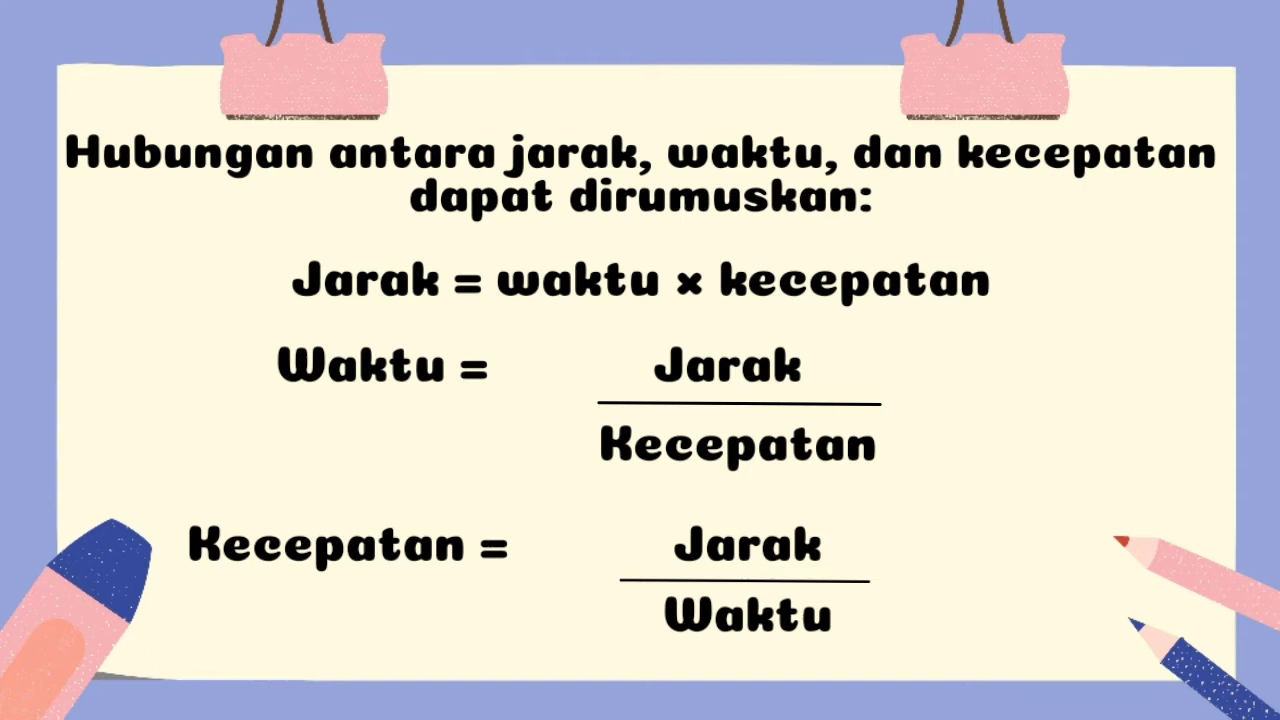 Hubungan antara jarak, waktu, dan kecepatan
dapat dirumuskan:
Jarak = waktu × kecepatan
Waktu = Jarak
Kecepatan
Kecepatan = Jarak
Waktu